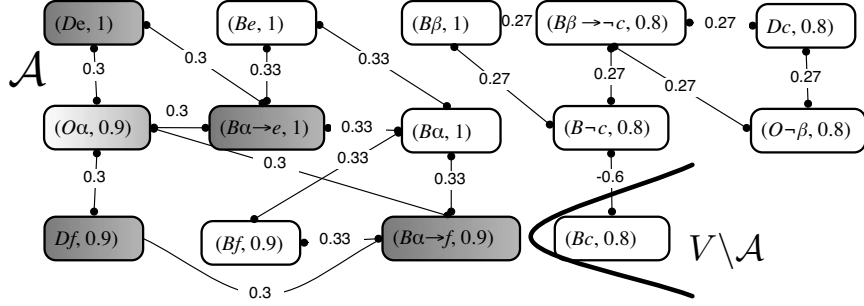 (De, 1) (Be, 1) (Bβ, 1) 0.27 (Bβ→¬c, 0.8) 0.27 Dc, 0.8)
𝒜 0.3 0.33 0.33 0.27 0.27 0.27 0.27
(Oα, 0.9) 0.3 (Bα→e, 1) 0.33 (Bα, 1) (B¬c, 0.8) (O¬β, 0.8)
0.3 0.3 0.33 0.33 -0.6
Df, 0.9) (Bf, 0.9) 0.33 (Bα→f, 0.9) (Bc, 0.8) V\𝒜
0.3